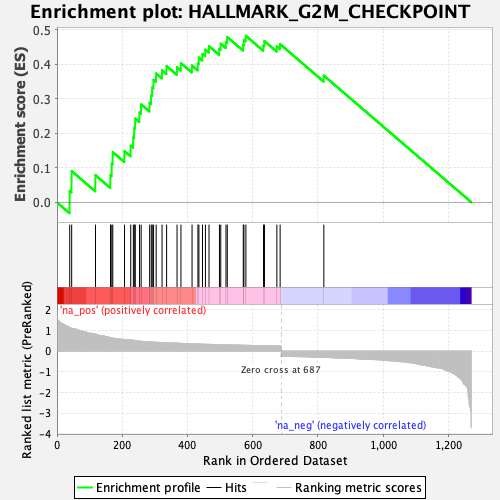 Enrichment plot: HALLMARK_G2M_CHECKPOINT
Enrichment score (ES)
0.5
0.4
0.3
0.2
0.1
0.0
'na_pos' (positively correlated)
Ranked list metric (PreRanked)
2
1
0
-1
-2
-3
-4
Zero cross at 687
'na_neg' (negatively correlated)
0 200 400 600 800 1,000 1,200
Rank in Ordered Dataset
Enrichment profile Hits Ranking metric scores